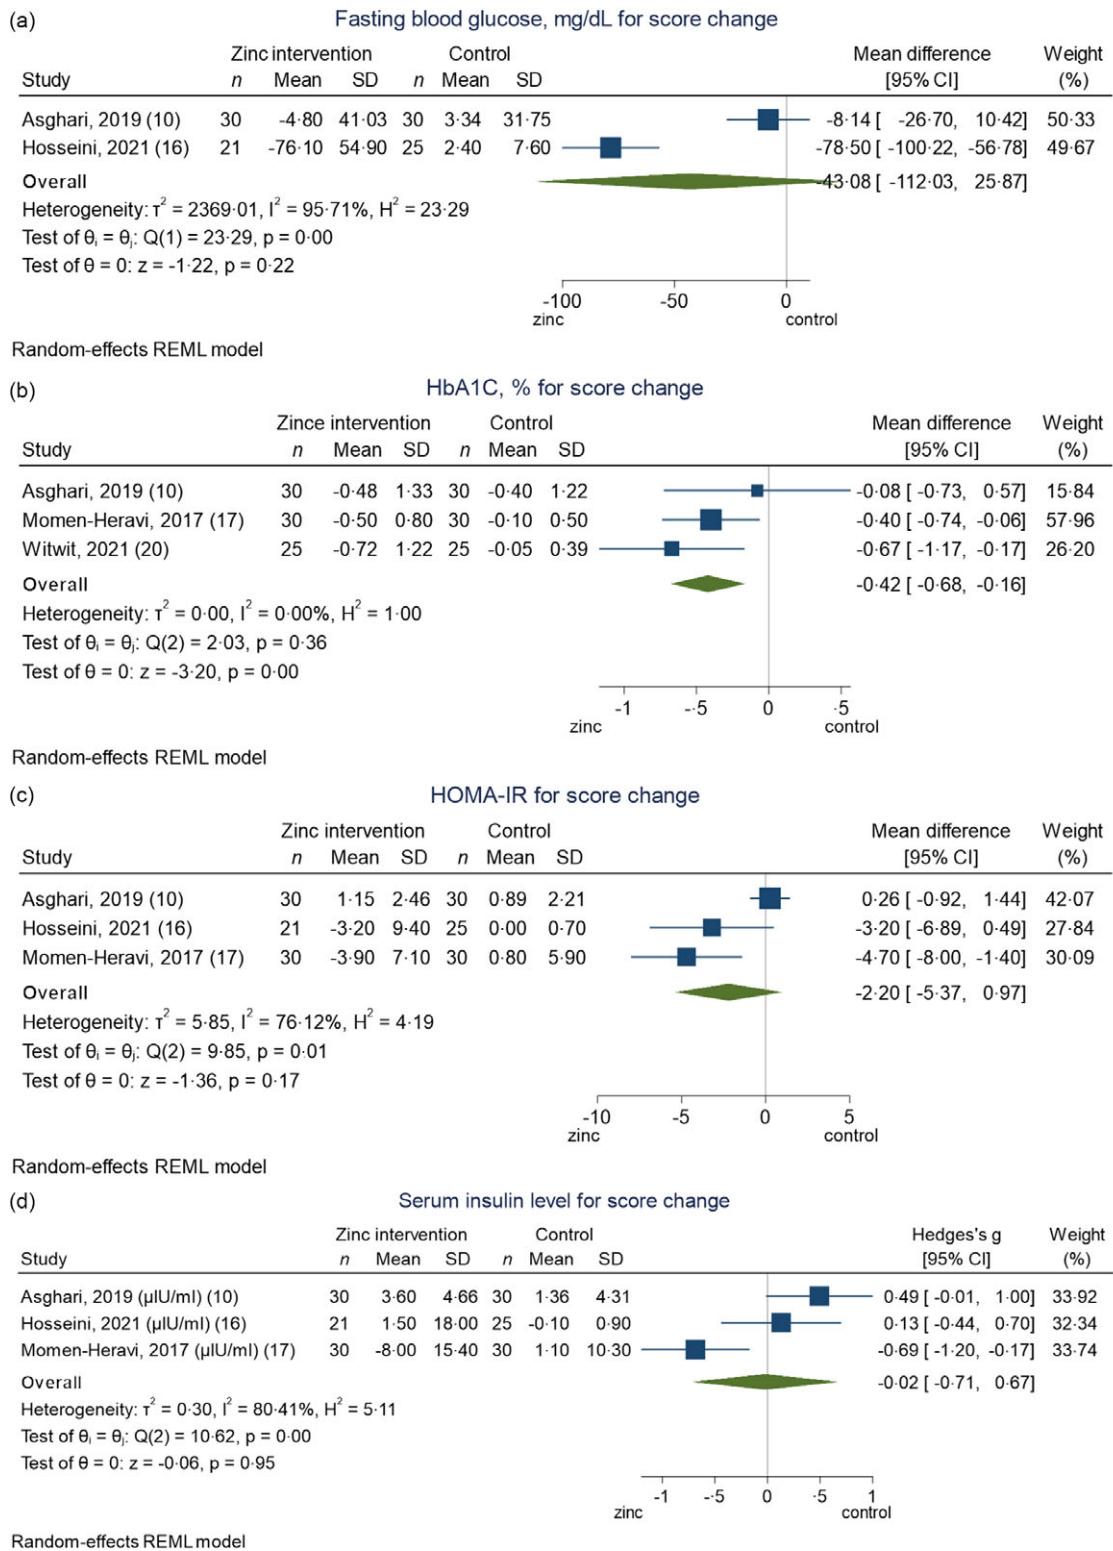 (a)
Fasting blood glucose, mg/dL for score change
Zinc intervention Control Mean difference Weight
Study n Mean SD n Mean SD [95% CI] (%)
Asghari, 2019 (10) 30 -4·80 41·03 30 3·34 31·75 -8·14 [ -26·70, 10·42] 50·33
Hosseini, 2021 (16) 21 -76·10 54·90 25 2·40 7·60 -78·50 [ -100·22, -56·78] 49·67
Overall -43·08 [ -112·03, 25·87]
Heterogeneity: τ² = 2369·01, I² = 95·71%, H² = 23·29
Test of θᵢ = θⱼ: Q(1) = 23·29, p = 0·00
Test of θ = 0: z = -1·22, p = 0·22
-100 -50 0
zinc control
Random-effects REML model
(b)
HbA1C, % for score change
Zince intervention Control Mean difference Weight
Study n Mean SD n Mean SD [95% CI] (%)
Asghari, 2019 (10) 30 -0·48 1·33 30 -0·40 1·22 -0·08 [ -0·73, 0·57] 15·84
Momen-Heravi, 2017 (17) 30 -0·50 0·80 30 -0·10 0·50 -0·40 [ -0·74, -0·06] 57·96
Witwit, 2021 (20) 25 -0·72 1·22 25 -0·05 0·39 -0·67 [ -1·17, -0·17] 26·20
Overall -0·42 [ -0·68, -0·16]
Heterogeneity: τ² = 0·00, I² = 0·00%, H² = 1·00
Test of θᵢ = θⱼ: Q(2) = 2·03, p = 0·36
Test of θ = 0: z = -3·20, p = 0·00
-1 -·5 0 ·5
zinc control
Random-effects REML model
(c)
HOMA-IR for score change
Zinc intervention Control Mean difference Weight
Study n Mean SD n Mean SD [95% CI] (%)
Asghari, 2019 (10) 30 1·15 2·46 30 0·89 2·21 0·26 [ -0·92, 1·44] 42·07
Hosseini, 2021 (16) 21 -3·20 9·40 25 0·00 0·70 -3·20 [ -6·89, 0·49] 27·84
Momen-Heravi, 2017 (17) 30 -3·90 7·10 30 0·80 5·90 -4·70 [ -8·00, -1·40] 30·09
Overall -2·20 [ -5·37, 0·97]
Heterogeneity: τ² = 5·85, I² = 76·12%, H² = 4·19
Test of θᵢ = θⱼ: Q(2) = 9·85, p = 0·01
Test of θ = 0: z = -1·36, p = 0·17
-10 -5 0 5
zinc control
Random-effects REML model
(d)
Serum insulin level for score change
Zinc intervention Control Hedges's g Weight
Study n Mean SD n Mean SD [95% CI] (%)
Asghari, 2019 (µIU/ml) (10) 30 3·60 4·66 30 1·36 4·31 0·49 [ -0·01, 1·00] 33·92
Hosseini, 2021 (µIU/ml) (16) 21 1·50 18·00 25 -0·10 0·90 0·13 [ -0·44, 0·70] 32·34
Momen-Heravi, 2017 (µIU/ml) (17) 30 -8·00 15·40 30 1·10 10·30 -0·69 [ -1·20, -0·17] 33·74
Overall -0·02 [ -0·71, 0·67]
Heterogeneity: τ² = 0·30, I² = 80·41%, H² = 5·11
Test of θᵢ = θⱼ: Q(2) = 10·62, p = 0·00
Test of θ = 0: z = -0·06, p = 0·95
-1 -·5 0 ·5 1
zinc control
Random-effects REML model